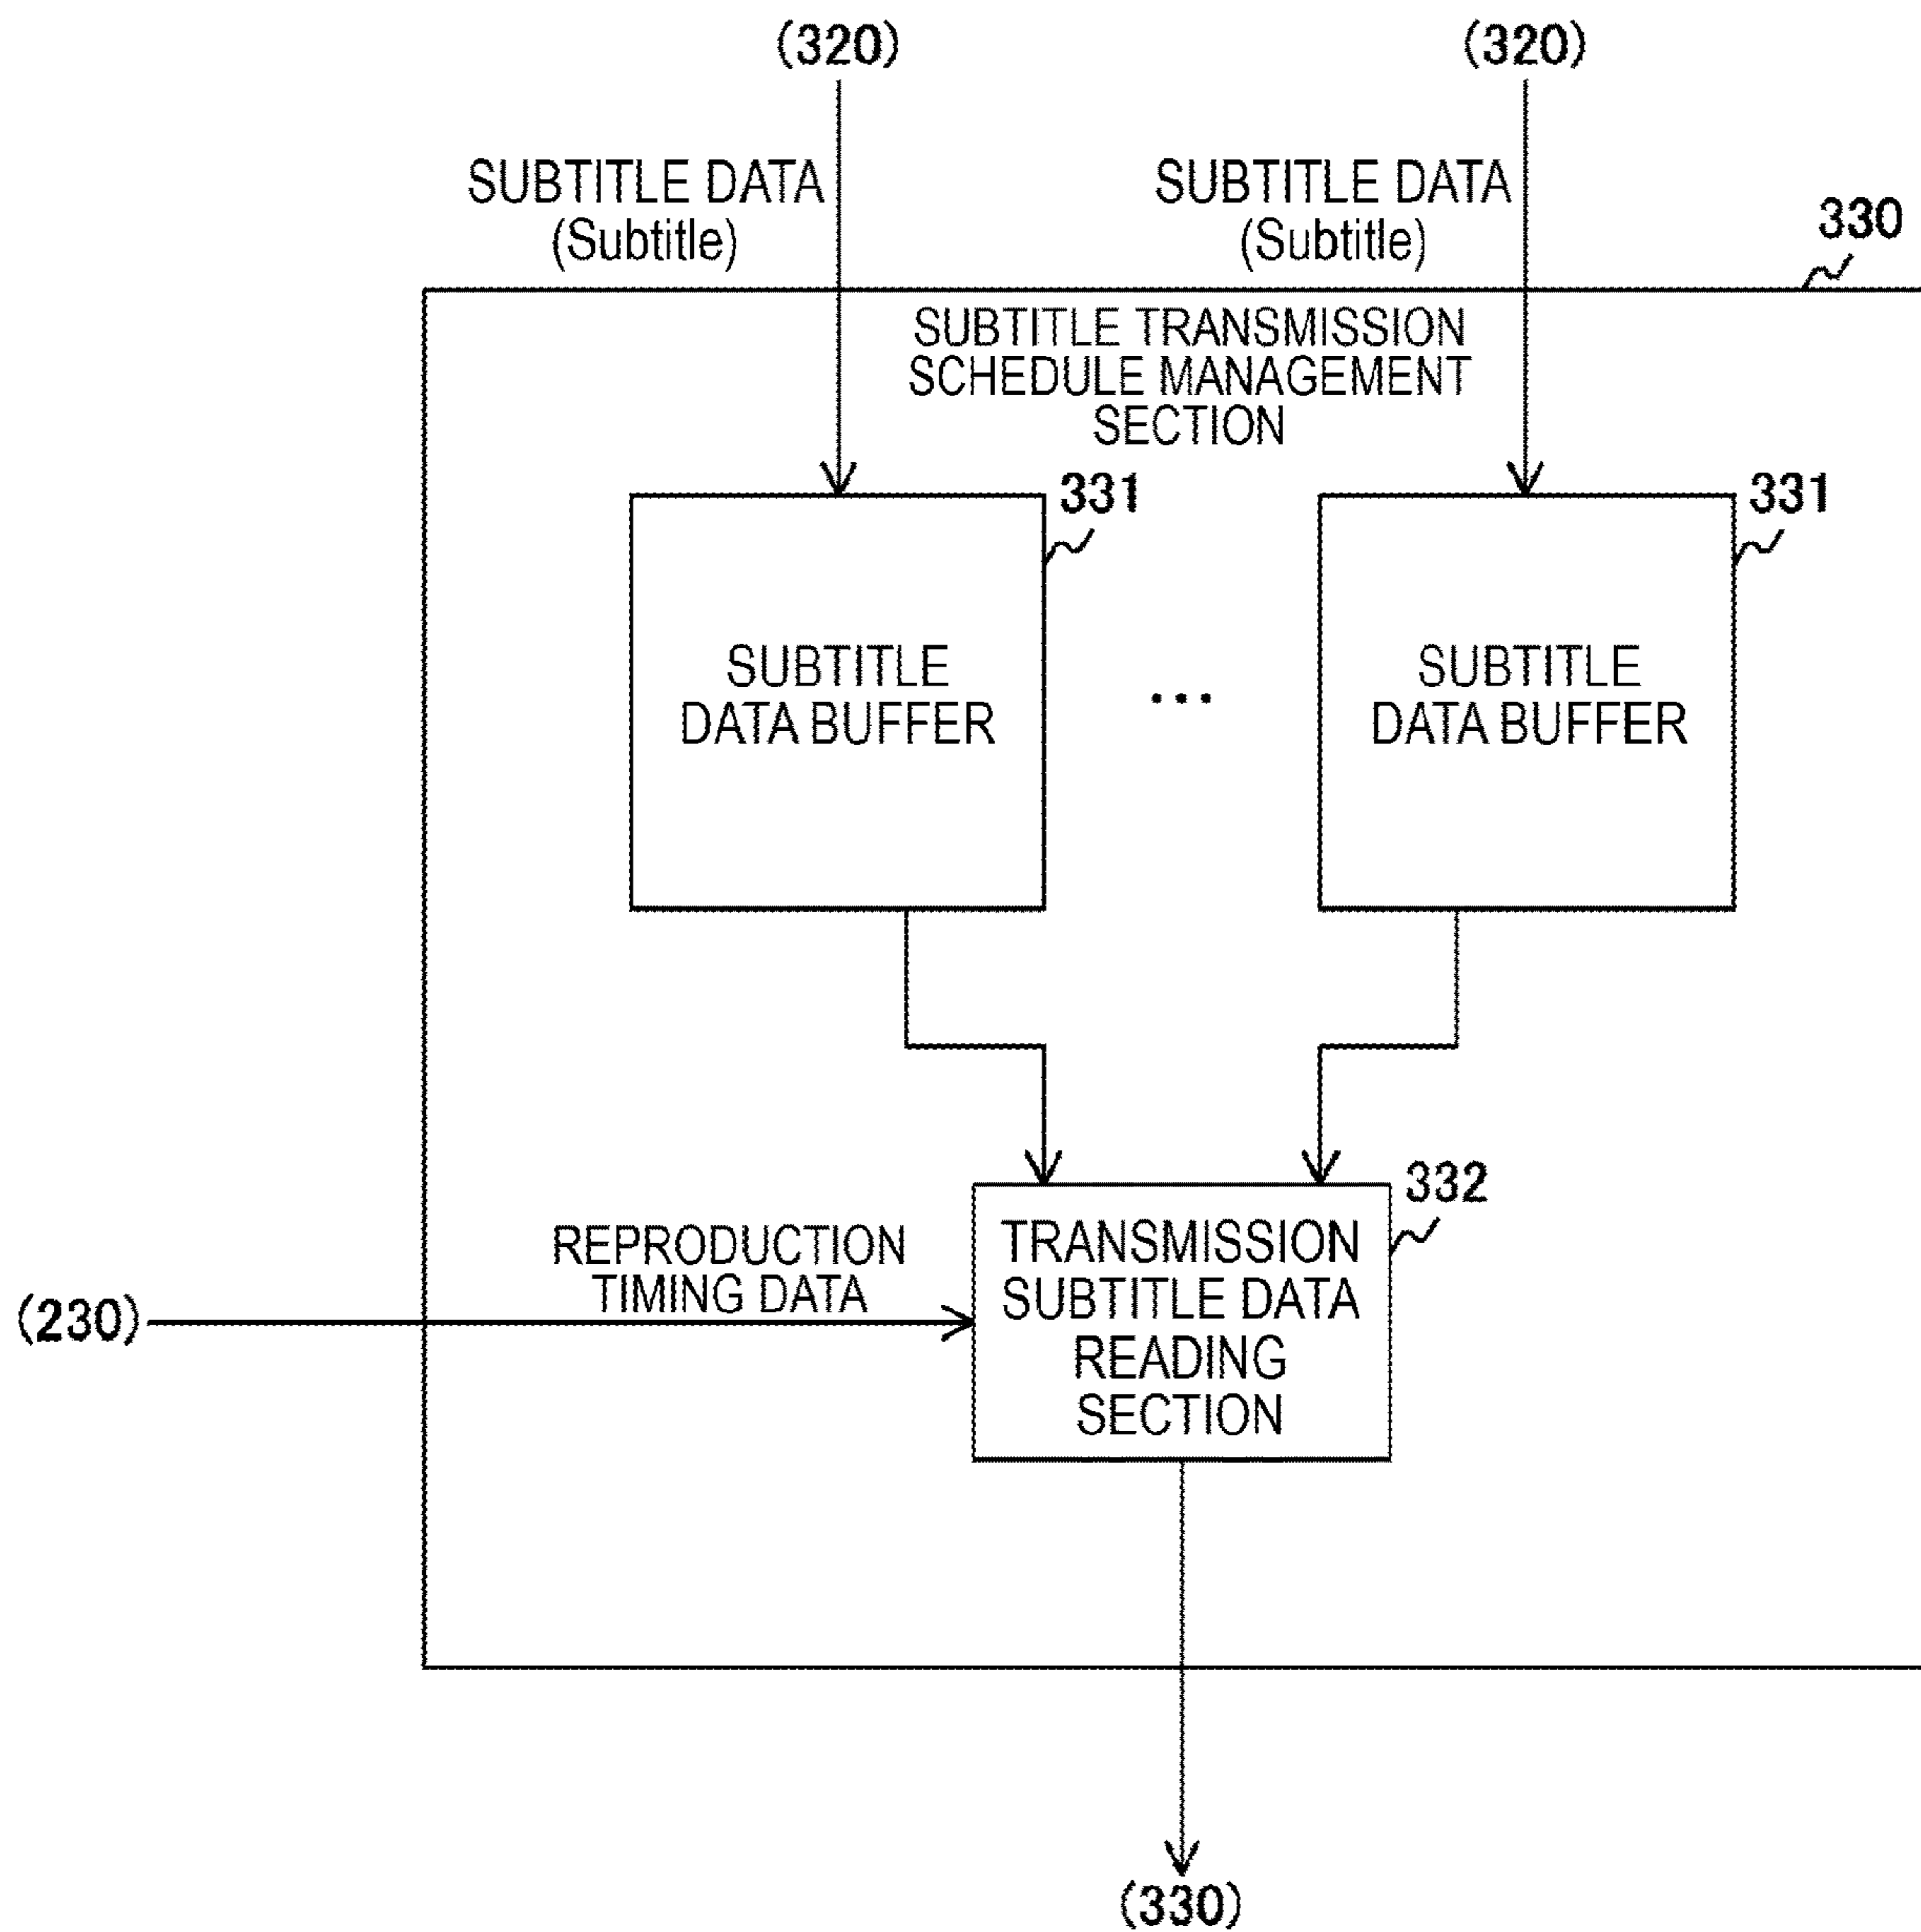 (320)
(320)
SUBTITLE DATA
(Subtitle)
SUBTITLE DATA
(Subtitle)
330
SUBTITLE TRANSMISSION
SCHEDULE MANAGEMENT
SECTION
331
331
SUBTITLE
DATA BUFFER
...
SUBTITLE
DATA BUFFER
332
REPRODUCTION
TIMING DATA
(230)
TRANSMISSION
SUBTITLE DATA
READING
SECTION
(330)